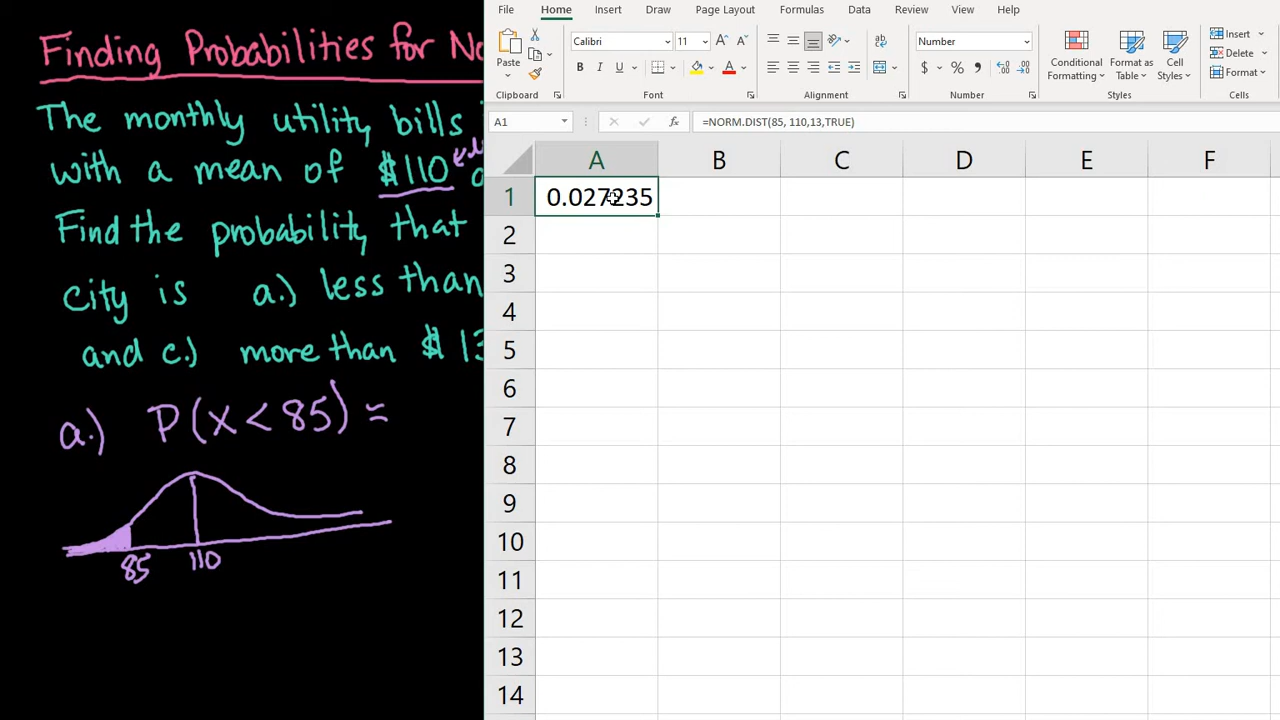 Finding Probabilities for No
The monthly utility bills
with a mean of $110
Find the probability that
city is a.) less than
and c.) more than $ 13
a.) P(X < 85) =
85 110
File Home Insert Draw Page Layout Formulas Data Review View Help
Paste Calibri 11 Number Conditional Formatting Format as Table Cell Styles Insert Delete Format
B I U $ % ,
Clipboard Font Alignment Number Styles Cells
A1 fx =NORM.DIST(85, 110,13,TRUE)
A B C D E F
1 0.027235
2
3
4
5
6
7
8
9
10
11
12
13
14